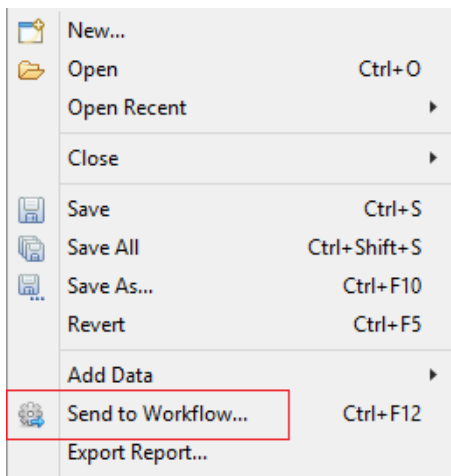 New...
Open Ctrl+O
Open Recent
Close
Save Ctrl+S
Save All Ctrl+Shift+S
Save As... Ctrl+F10
Revert Ctrl+F5
Add Data
Send to Workflow... Ctrl+F12
Export Report...